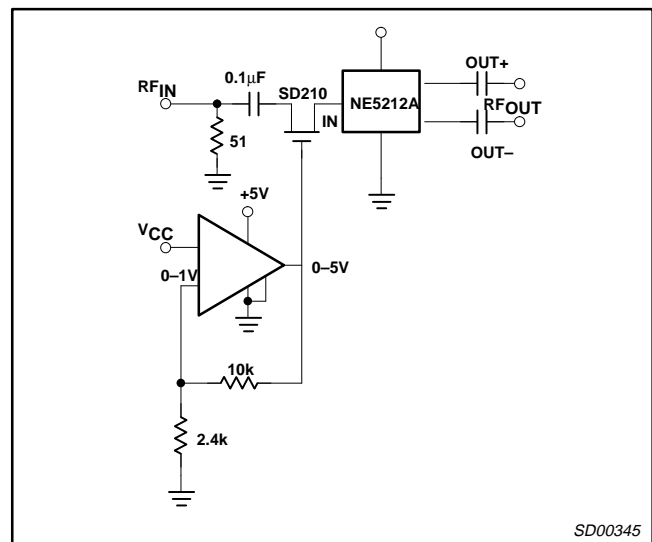 OUT+
0.1µF
SD210
RFIN
NE5212A
RFOUT
IN
51
OUT–
+5V
VCC
0–1V
0–5V
10k
2.4k
SD00345